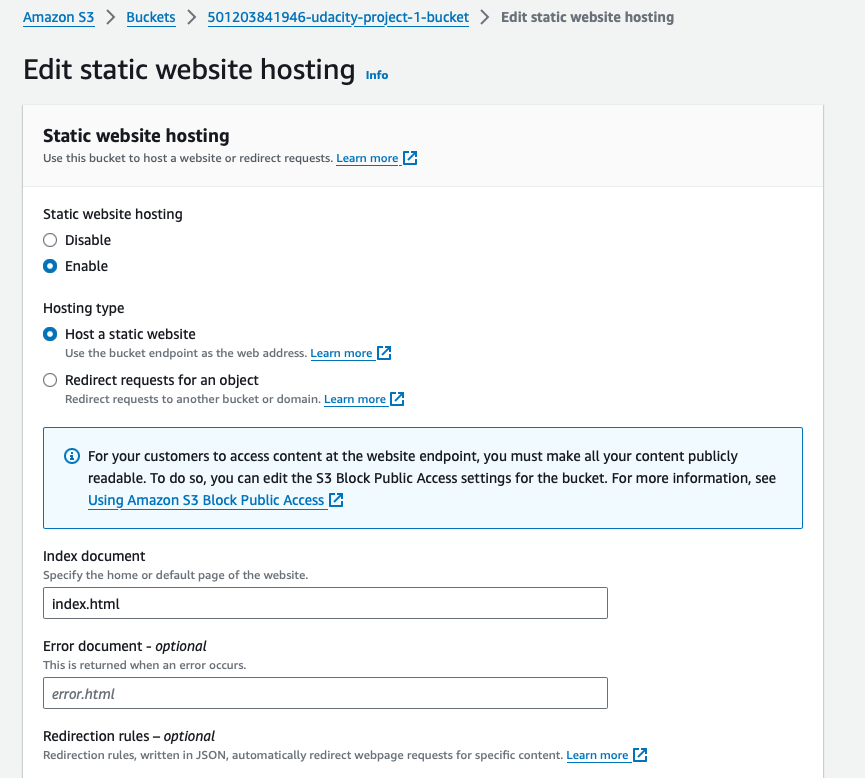 Amazon S3 > Buckets > 501203841946-udacity-project-1-bucket > Edit static website hosting
Edit static website hosting Info
Static website hosting
Use this bucket to host a website or redirect requests. Learn more
Static website hosting
Disable
Enable
Hosting type
Host a static website
Use the bucket endpoint as the web address. Learn more
Redirect requests for an object
Redirect requests to another bucket or domain. Learn more
For your customers to access content at the website endpoint, you must make all your content publicly
readable. To do so, you can edit the S3 Block Public Access settings for the bucket. For more information, see
Using Amazon S3 Block Public Access
Index document
Specify the home or default page of the website.
index.html
Error document - optional
This is returned when an error occurs.
error.html
Redirection rules – optional
Redirection rules, written in JSON, automatically redirect webpage requests for specific content. Learn more